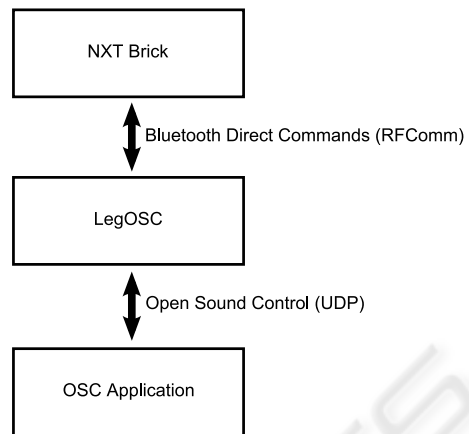 NXT Brick
Bluetooth Direct Commands (RFComm)
LegOSC
Open Sound Control (UDP)
OSC Application